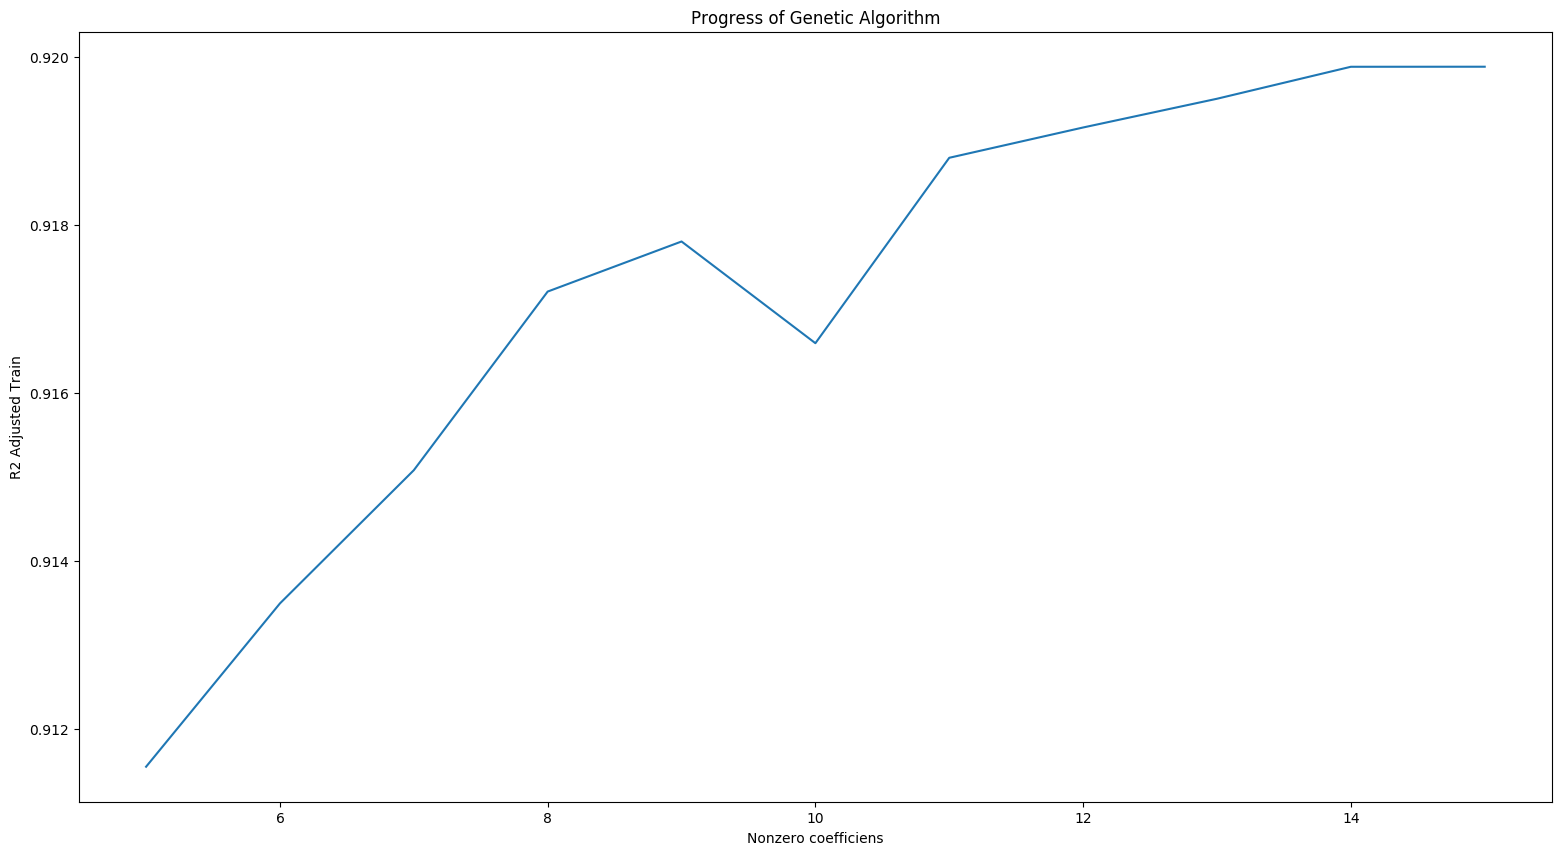 Progress of Genetic Algorithm
0.920
0.918
0.916
0.914
0.912
R2 Adjusted Train
6 8 10 12 14
Nonzero coefficiens